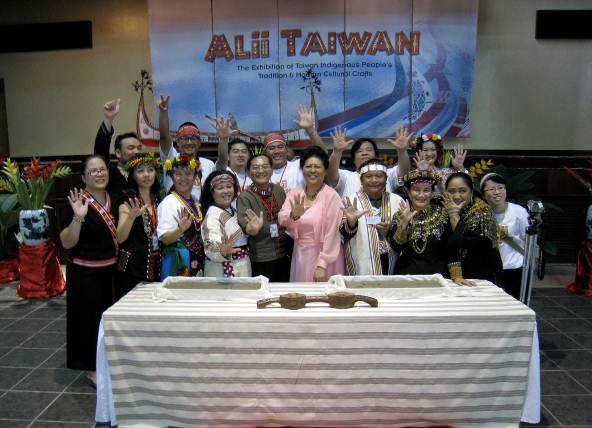 Alii TAIWAN
The Exhibition of Taiwan Indigenous People's
Tradition & Modern Cultural Crafts